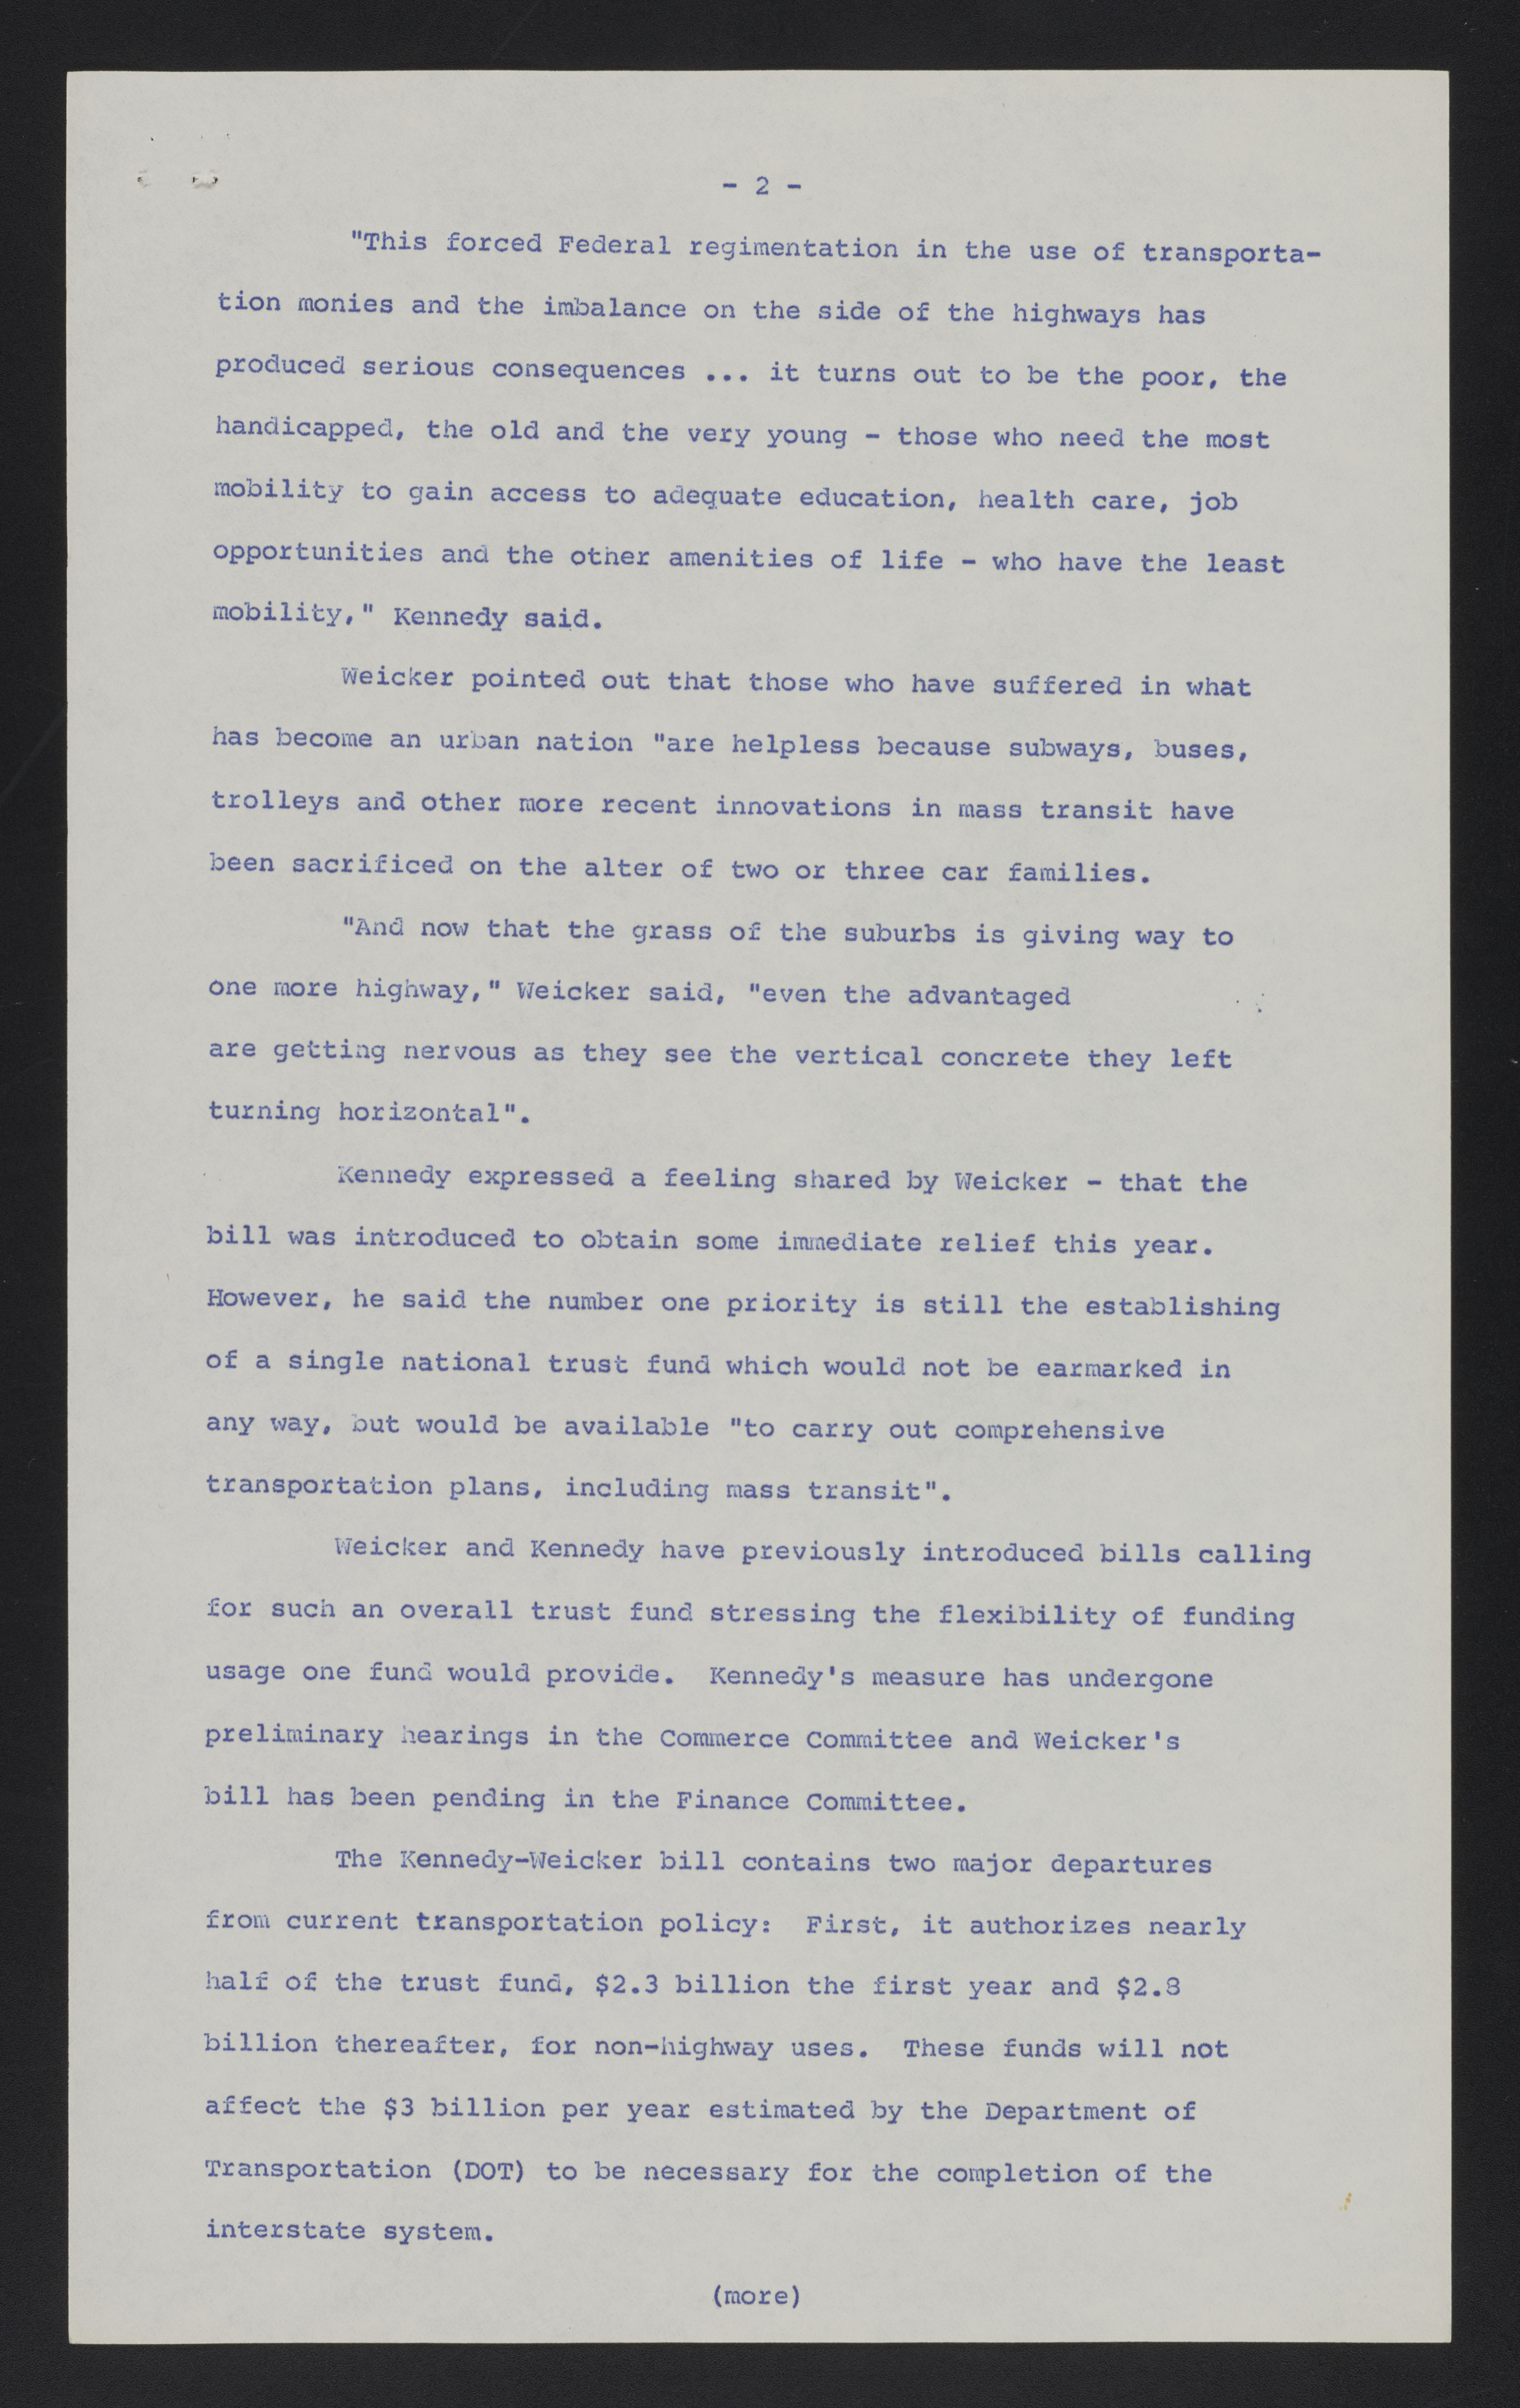 - 2 -
"This forced Federal regimentation in the use of transporta-
tion monies and the imbalance on the side of the highways has
produced serious consequences ... it turns out to be the poor, the
handicapped, the old and the very young - those who need the most
mobility to gain access to adequate education, health care, job
opportunities and the other amenities of life - who have the least
mobility," Kennedy said.
Weicker pointed out that those who have suffered in what
has become an urban nation "are helpless because subways, buses,
trolleys and other more recent innovations in mass transit have
been sacrificed on the alter of two or three car families.
"And now that the grass of the suburbs is giving way to
one more highway," Weicker said, "even the advantaged
are getting nervous as they see the vertical concrete they left
turning horizontal".
Kennedy expressed a feeling shared by Weicker - that the
bill was introduced to obtain some immediate relief this year.
However, he said the number one priority is still the establishing
of a single national trust fund which would not be earmarked in
any way, but would be available "to carry out comprehensive
transportation plans, including mass transit".
Weicker and Kennedy have previously introduced bills calling
for such an overall trust fund stressing the flexibility of funding
usage one fund would provide.  Kennedy's measure has undergone
preliminary hearings in the Commerce Committee and Weicker's
bill has been pending in the Finance Committee.
The Kennedy-Weicker bill contains two major departures
from current transportation policy:  First, it authorizes nearly
half of the trust fund, $2.3 billion the first year and $2.8
billion thereafter, for non-highway uses.  These funds will not
affect the $3 billion per year estimated by the Department of
Transportation (DOT) to be necessary for the completion of the
interstate system.
(more)